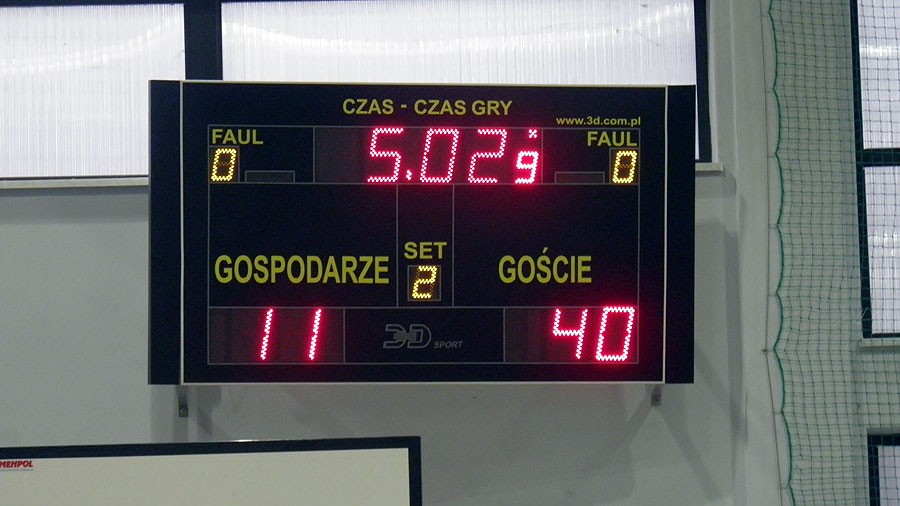 CZAS - CZAS GRY
www.3d.com.pl
FAUL 5.02 9 FAUL
0 0
SET
GOSPODARZE 2 GOŚCIE
11 3D SPORT 40
MEHPOL